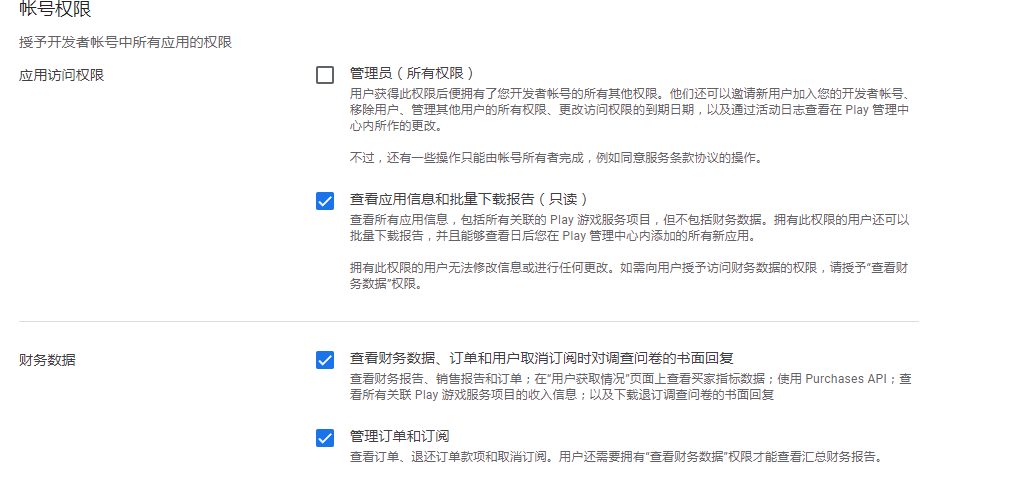 帐号权限
授予开发者帐号中所有应用的权限
应用访问权限
管理员（所有权限）
用户获得此权限后便拥有了您开发者帐号的所有其他权限。他们还可以邀请新用户加入您的开发者帐号、
移除用户、管理其他用户的所有权限、更改访问权限的到期日期，以及通过活动日志查看在 Play 管理中
心内所作的更改。
不过，还有一些操作只能由帐号所有者完成，例如同意服务条款协议的操作。
查看应用信息和批量下载报告（只读）
查看所有应用信息，包括所有关联的 Play 游戏服务项目，但不包括财务数据。拥有此权限的用户还可以
批量下载报告，并且能够查看日后您在 Play 管理中心内添加的所有新应用。
拥有此权限的用户无法修改信息或进行任何更改。如需向用户授予访问财务数据的权限，请授予“查看财
务数据”权限。
财务数据
查看财务数据、订单和用户取消订阅时对调查问卷的书面回复
查看财务报告、销售报告和订单；在“用户获取情况”页面上查看买家指标数据；使用 Purchases API；查
看所有关联 Play 游戏服务项目的收入信息；以及下载退订调查问卷的书面回复
管理订单和订阅
查看订单、退还订单款项和取消订阅。用户还需要拥有“查看财务数据”权限才能查看汇总财务报告。